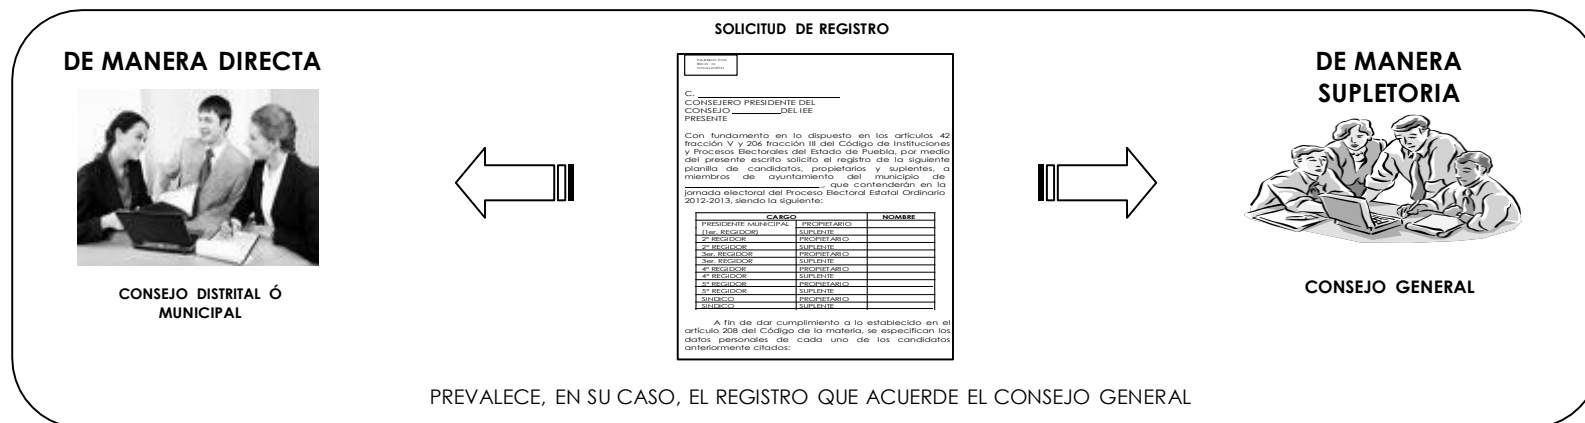 SOLICITUD DE REGISTRO
DE MANERA DIRECTA
CONSEJO DISTRITAL Ó
MUNICIPAL
C.
CONSEJERO PRESIDENTE DEL
CONSEJO DEL IEE
PRESENTE
Con fundamento en lo dispuesto en los artículos 42
fracción V y 206 fracción III del Código de Instituciones
y Procesos Electorales del Estado de Puebla, por medio
del presente escrito solicito el registro de la siguiente
planilla de candidatos, propietarios y suplentes, a
miembros de ayuntamiento del municipio de
, que contenderán en la
jornada electoral del Proceso Electoral Estatal Ordinario
2012-2013, siendo la siguiente:
CARGO NOMBRE
PRESIDENTE MUNICIPAL PROPIETARIO
(1er. REGIDOR) SUPLENTE
2º REGIDOR PROPIETARIO
2º REGIDOR SUPLENTE
3er. REGIDOR PROPIETARIO
3er. REGIDOR SUPLENTE
4º REGIDOR PROPIETARIO
4º REGIDOR SUPLENTE
5º REGIDOR PROPIETARIO
5º REGIDOR SUPLENTE
SINDICO PROPIETARIO
SINDICO SUPLENTE
A fin de dar cumplimiento a lo establecido en el
artículo 208 del Código de la materia, se especifican los
datos personales de cada uno de los candidatos
anteriormente citados:
DE MANERA
SUPLETORIA
CONSEJO GENERAL
PREVALECE, EN SU CASO, EL REGISTRO QUE ACUERDE EL CONSEJO GENERAL